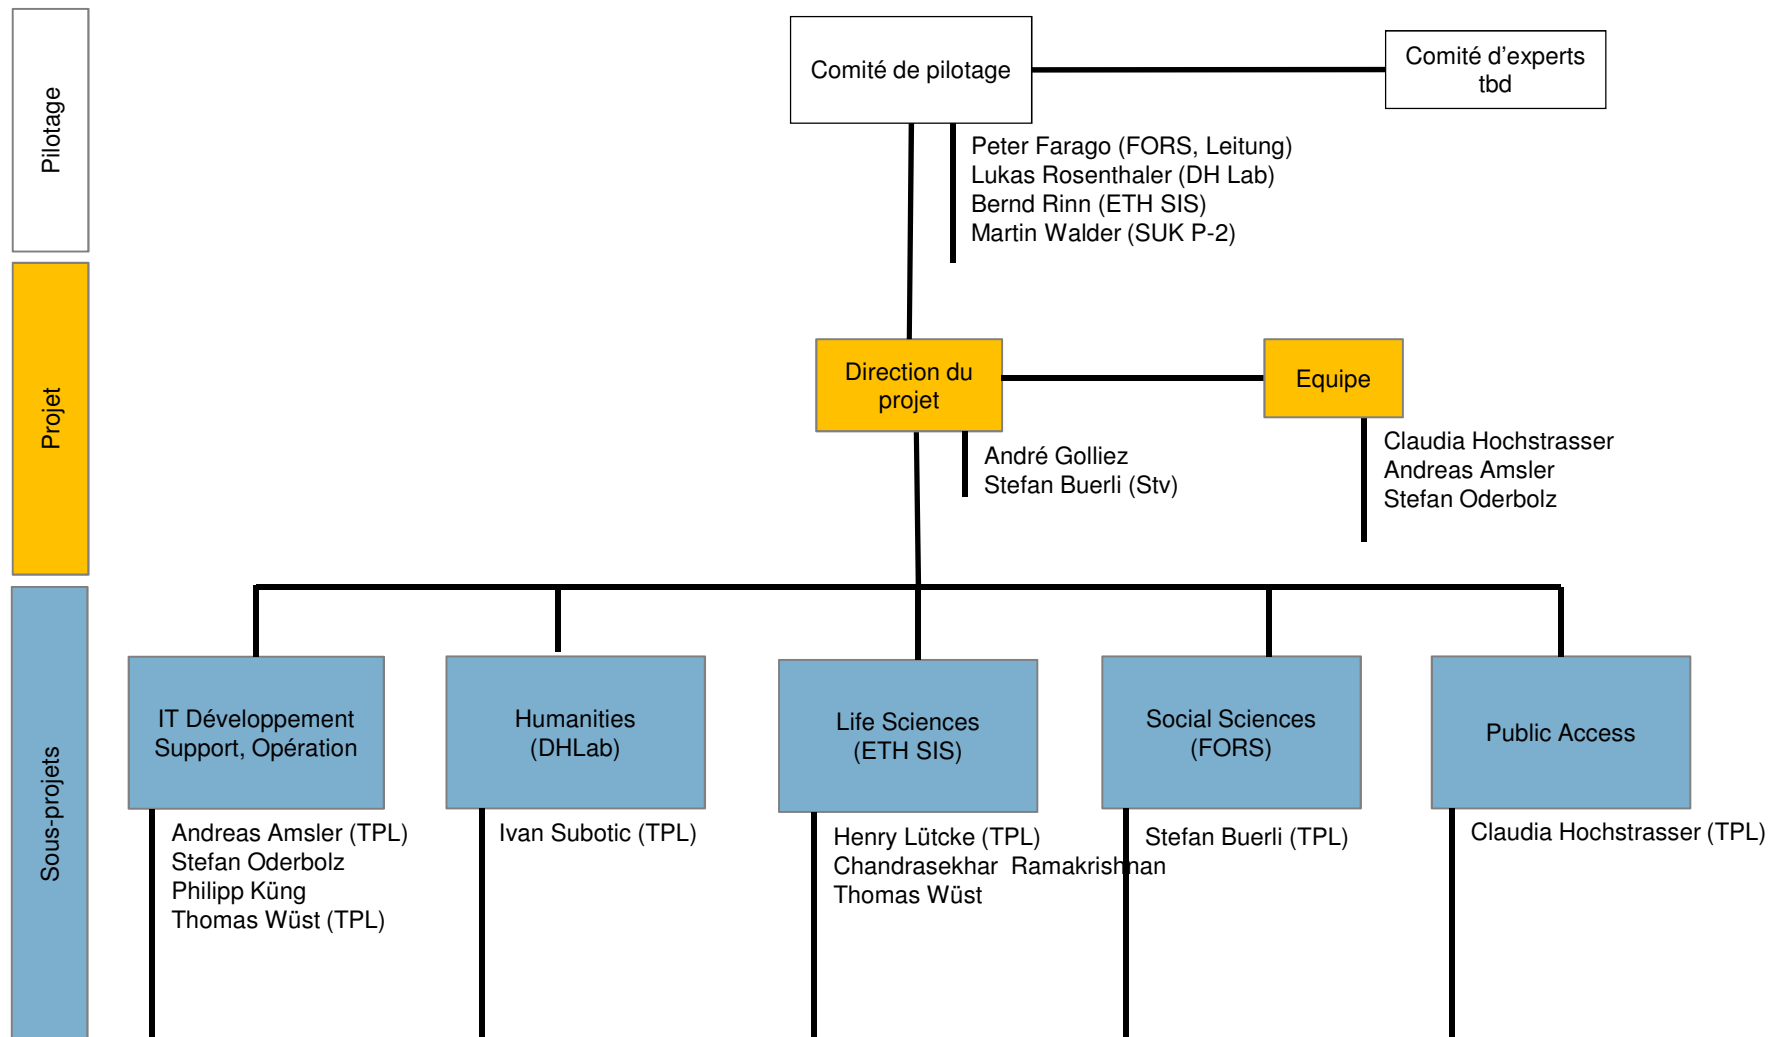 Pilotage
Comité de pilotage
Comité d'experts
tbd
Peter Farago (FORS, Leitung)
Lukas Rosenthaler (DH Lab)
Bernd Rinn (ETH SIS)
Martin Walder (SUK P-2)
Projet
Direction du
projet
Equipe
André Golliez
Stefan Buerli (Stv)
Claudia Hochstrasser
Andreas Amsler
Stefan Oderbolz
Sous-projets
IT Développement
Support, Opération
Andreas Amsler (TPL)
Stefan Oderbolz
Philipp Küng
Thomas Wüst (TPL)
Humanities
(DHLab)
Ivan Subotic (TPL)
Life Sciences
(ETH SIS)
Henry Lütcke (TPL)
Chandrasekhar  Ramakrishnan
Thomas Wüst
Social Sciences
(FORS)
Stefan Buerli (TPL)
Public Access
Claudia Hochstrasser (TPL)